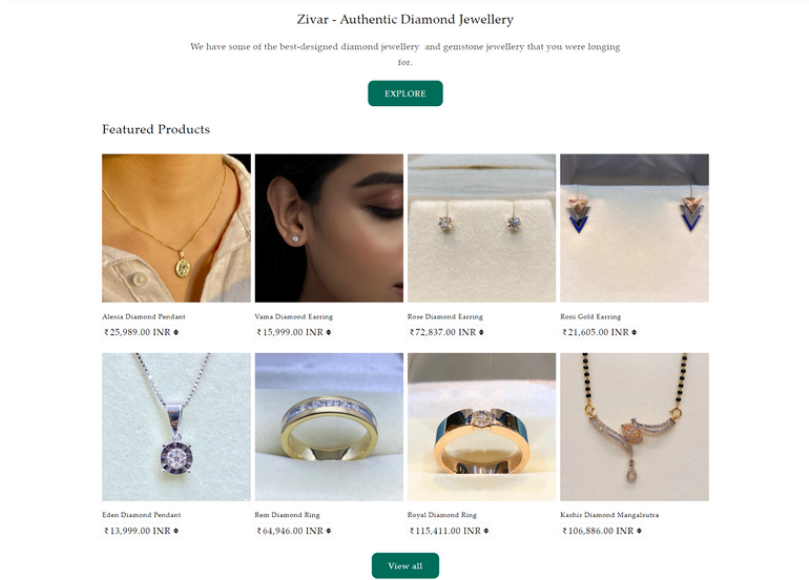 Zivar - Authentic Diamond Jewellery
We have some of the best-designed diamond jewellery and gemstone jewellery that you were longing
for.
EXPLORE
Featured Products
Alexia Diamond Pendant
₹25,989.00 INR
Vama Diamond Earring
₹15,999.00 INR
Rose Diamond Earring
₹72,837.00 INR
Roni Gold Earring
₹21,605.00 INR
Eden Diamond Pendant
₹13,999.00 INR
Rem Diamond Ring
₹64,946.00 INR
Royal Diamond Ring
₹115,411.00 INR
Kashis Diamond Mangalsutra
₹106,886.00 INR
View all